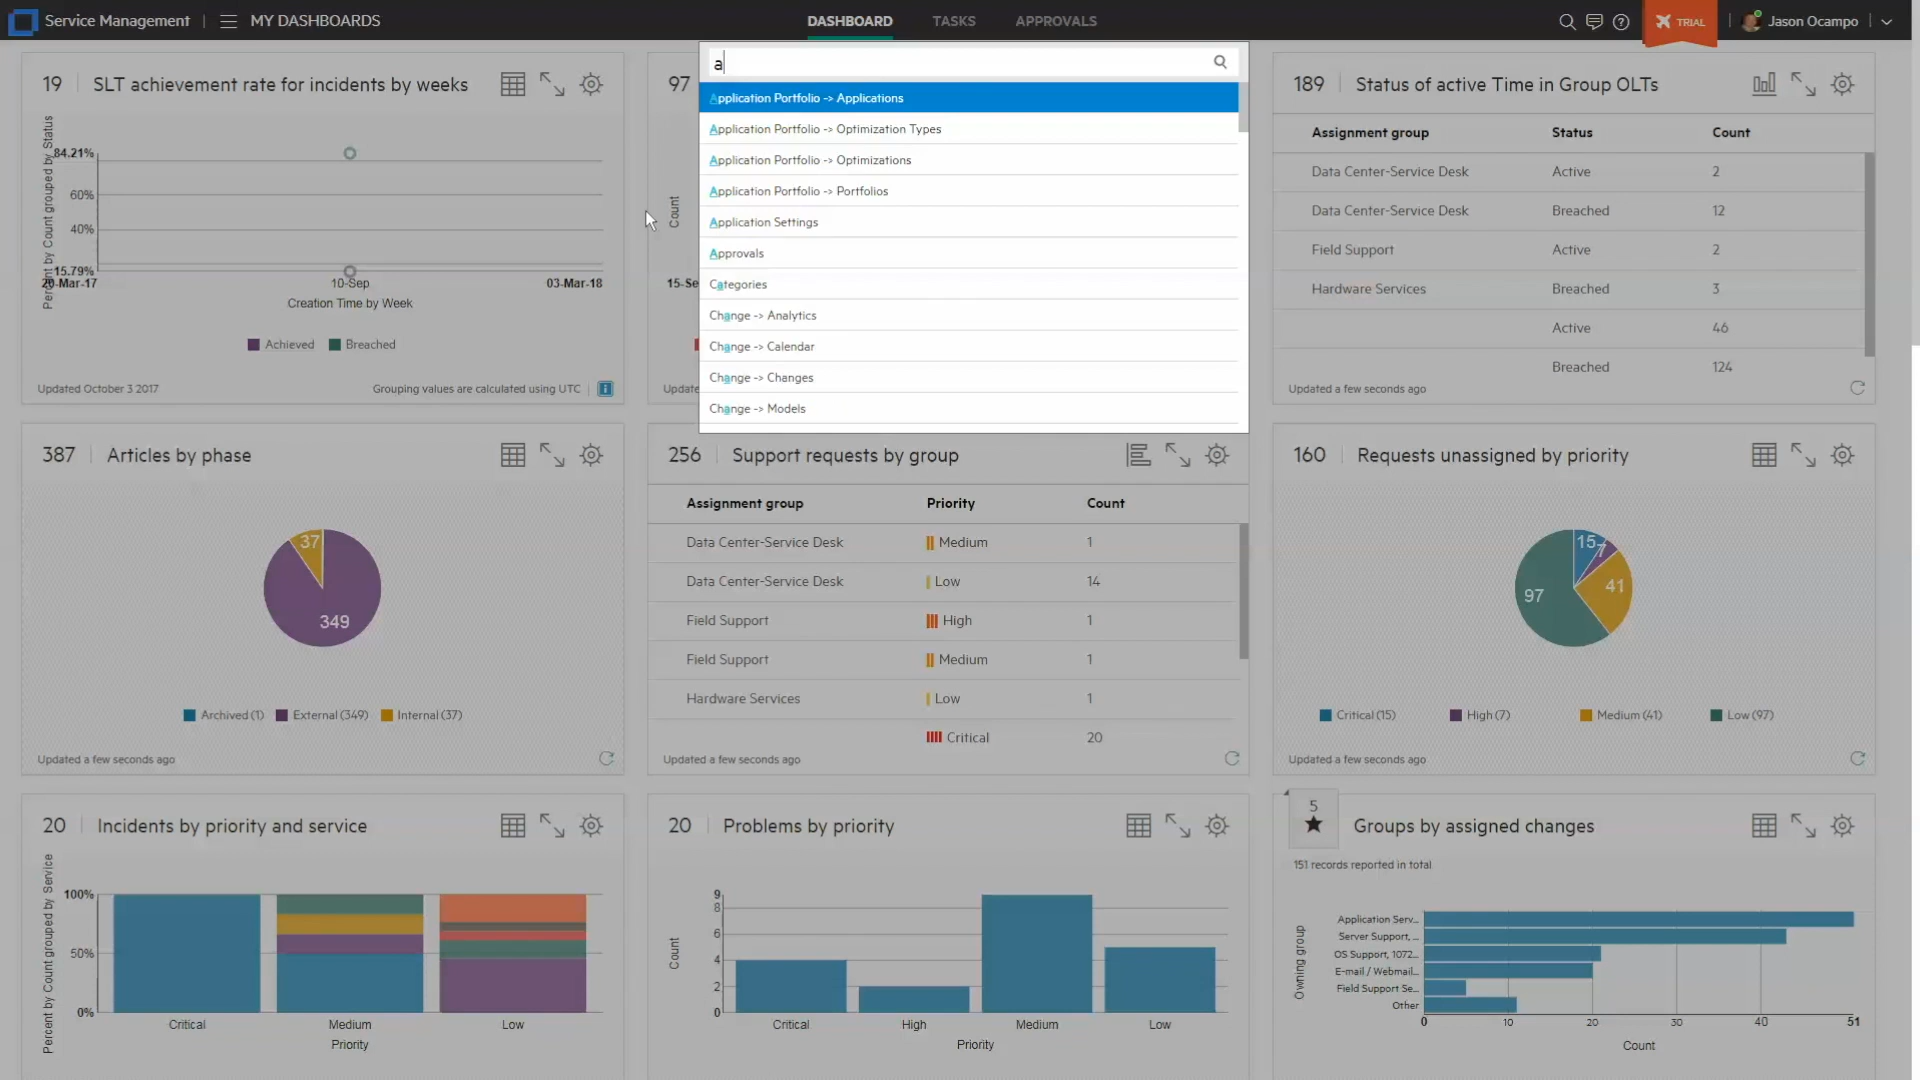 Service Management
MY DASHBOARDS
DASHBOARD
TASKS
APPROVALS
TRIAL
Jason Ocampo
19
SLT achievement rate for incidents by weeks
Percent by Count grouped by Status
84.21%
60%
40%
15.79%
20-Mar-17
10-Sep
03-Mar-18
Creation Time by Week
Achieved
Breached
Updated October 3 2017
Grouping values are calculated using UTC
97
Count
15-Se
Update
a
Application Portfolio -> Applications
Application Portfolio -> Optimization Types
Application Portfolio -> Optimizations
Application Portfolio -> Portfolios
Application Settings
Approvals
Categories
Change -> Analytics
Change -> Calendar
Change -> Changes
Change -> Models
189
Status of active Time in Group OLTs
Assignment group Status Count
Data Center-Service Desk Active 2
Data Center-Service Desk Breached 12
Field Support Active 2
Hardware Services Breached 3
Active 46
Breached 124
Updated a few seconds ago
387
Articles by phase
37
349
Archived (1)
External (349)
Internal (37)
Updated a few seconds ago
256
Support requests by group
Assignment group Priority Count
Data Center-Service Desk Medium 1
Data Center-Service Desk Low 14
Field Support High 1
Field Support Medium 1
Hardware Services Low 1
Critical 20
Updated a few seconds ago
160
Requests unassigned by priority
15
7
41
97
Critical (15)
High (7)
Medium (41)
Low (97)
Updated a few seconds ago
20
Incidents by priority and service
Percent by Count grouped by Service
100%
50%
0%
Critical
Medium
Low
Priority
20
Problems by priority
Count
9
8
6
4
2
0
Critical
High
Medium
Low
Priority
5
Groups by assigned changes
151 records reported in total
Owning group
Application Serv...
Server Support, ...
OS Support, 1072...
E-mail / Webmail...
Field Support Se...
Other
0
10
20
30
40
51
Count